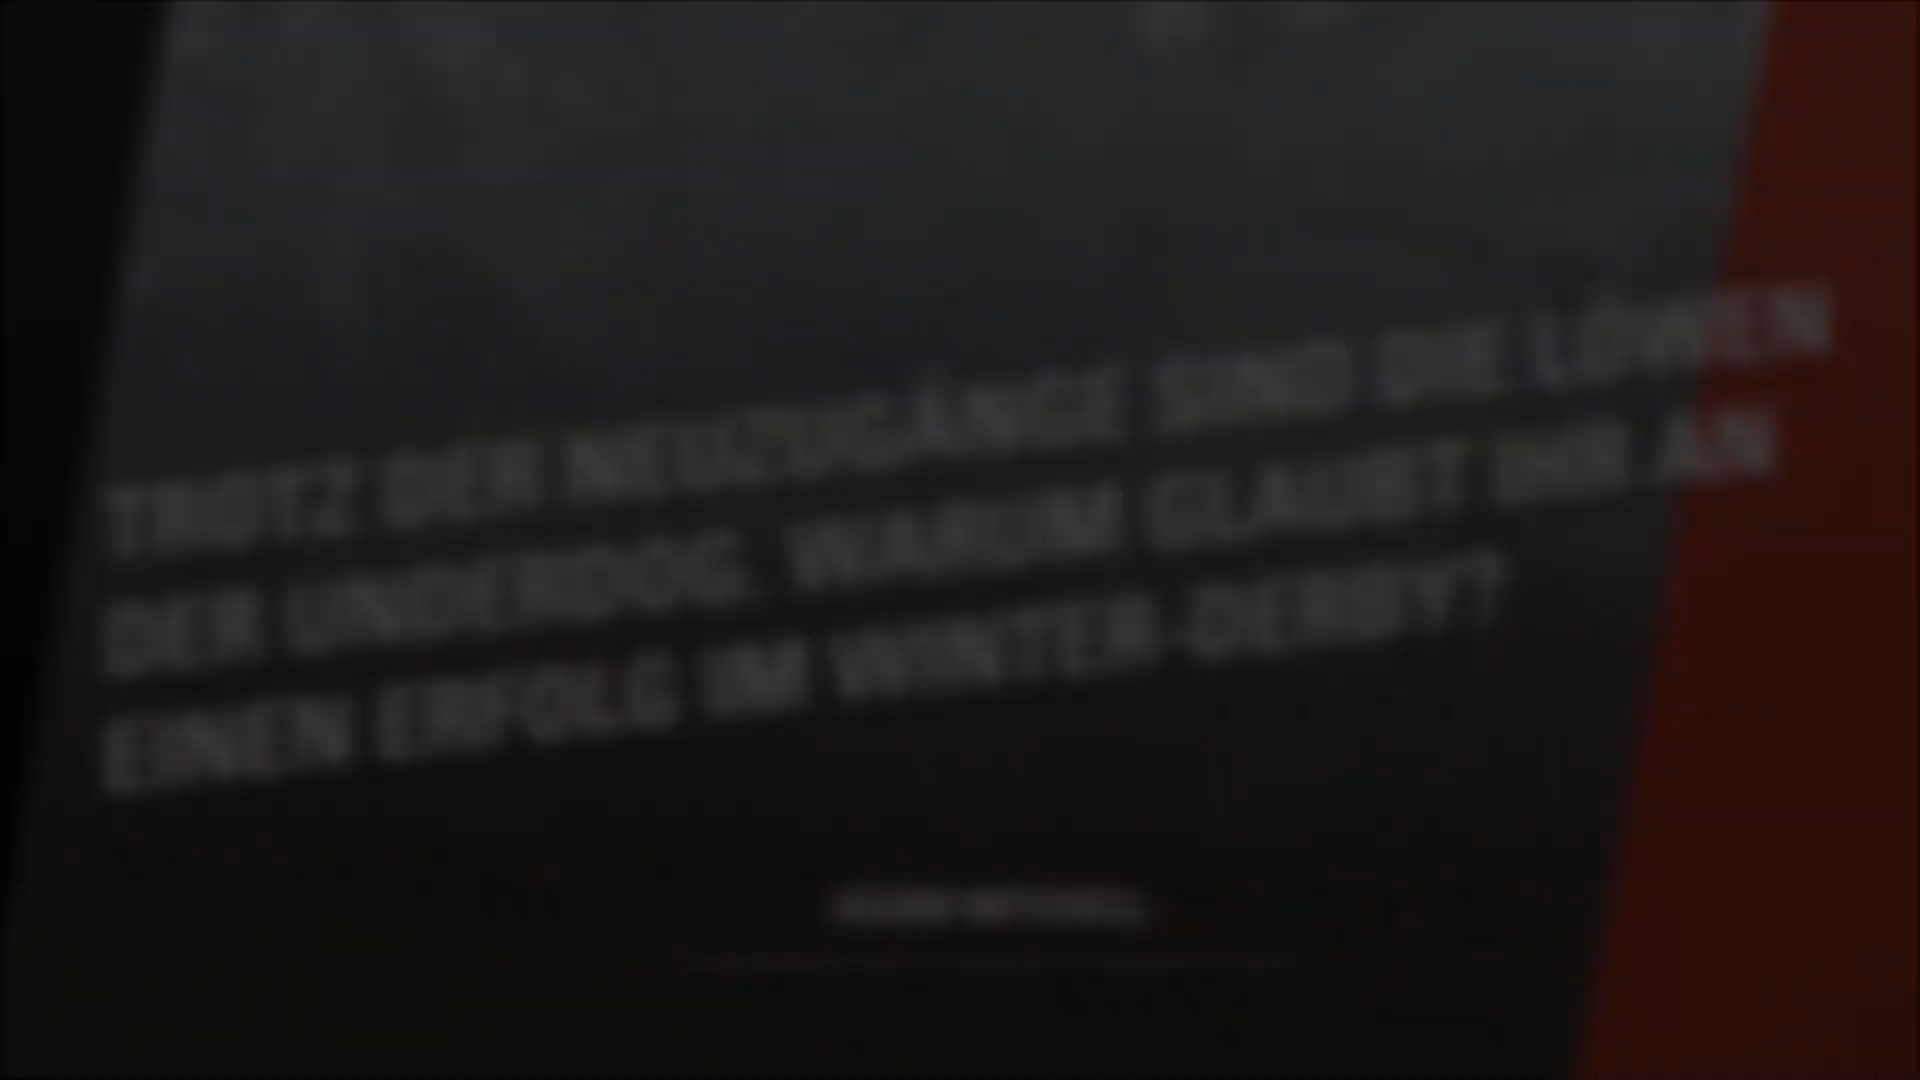 TROTZ DER NEUZUGÄNGE SIND DIE LÖWEN
DER UNDERDOG. WARUM GLAUBT IHR AN
EINEN ERFOLG IM WINTER-DERBY?